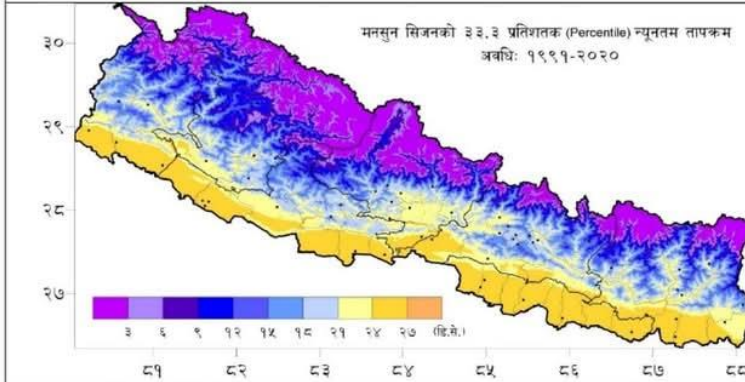 मनसुन सिजनको ३३.३ प्रतिशतक (Percentile) न्यूनतम तापक्रम
अवधिः १९९१-२०२०
३०
२९
२८
२७
३ ६ ९ १२ १५ १८ २१ २४ २७ (डि.से.)
८१ ८२ ८३ ८४ ८५ ८६ ८७ ८८